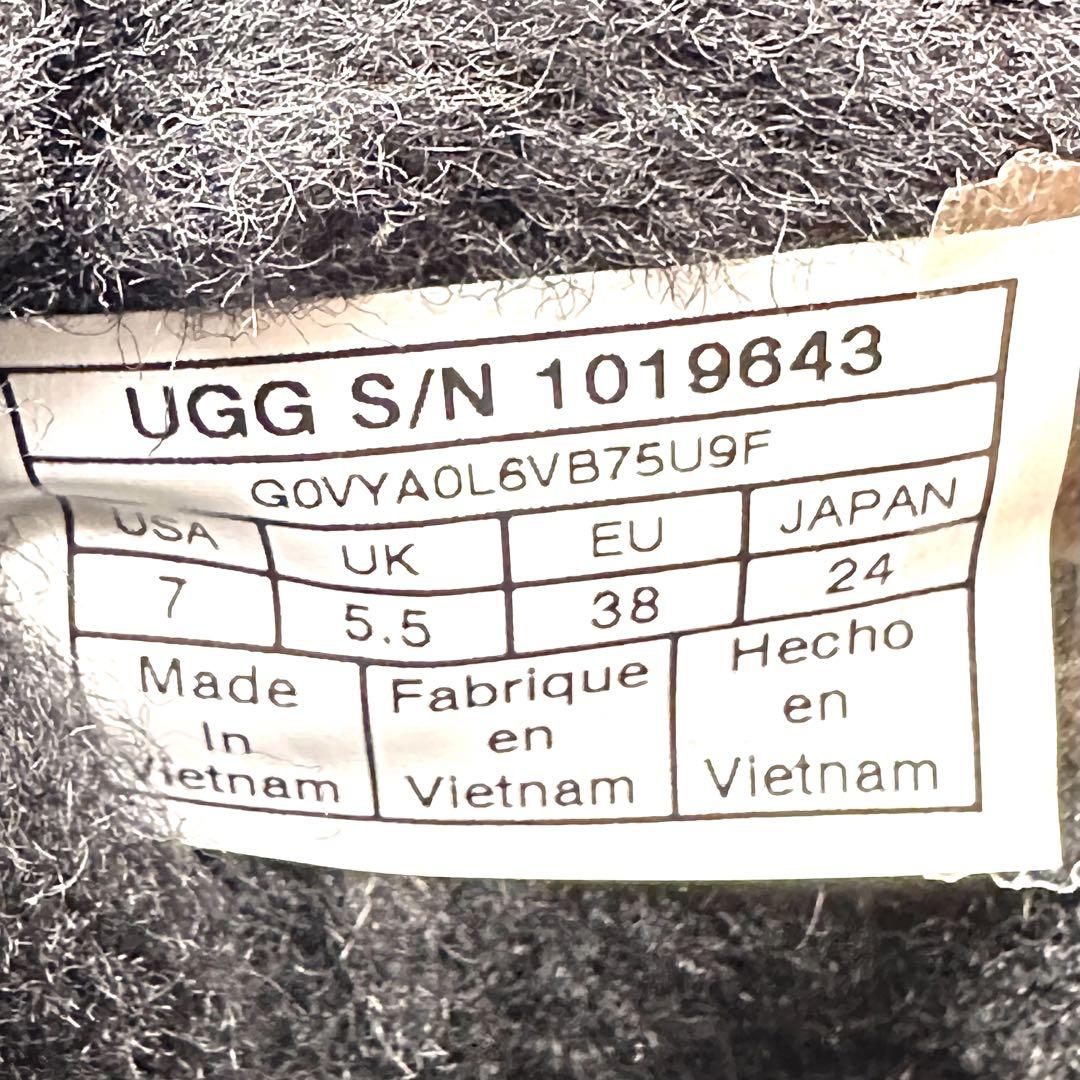 UGG S/N 1019643
G0VYA0L6VB75U9F
USA UK EU JAPAN
7 5.5 38 24
Made
In
Vietnam
Fabrique
en
Vietnam
Hecho
en
Vietnam